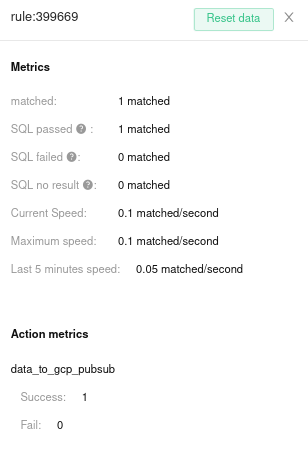 rule:399669
Reset data
Metrics
matched: 1 matched
SQL passed ? : 1 matched
SQL failed ?: 0 matched
SQL no result ?: 0 matched
Current Speed: 0.1 matched/second
Maximum speed: 0.1 matched/second
Last 5 minutes speed: 0.05 matched/second
Action metrics
data_to_gcp_pubsub
Success: 1
Fail: 0